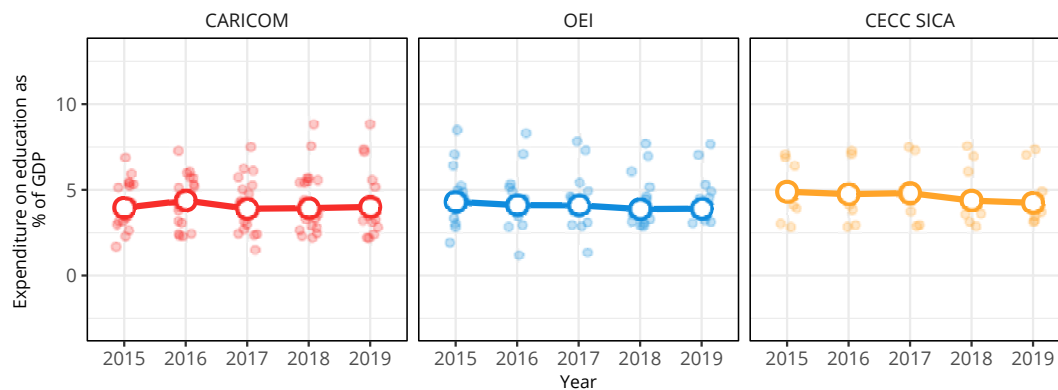 CARICOM OEI CECC SICA
Expenditure on education as
% of GDP
10
5
0
2015 2016 2017 2018 2019 2015 2016 2017 2018 2019 2015 2016 2017 2018 2019
Year